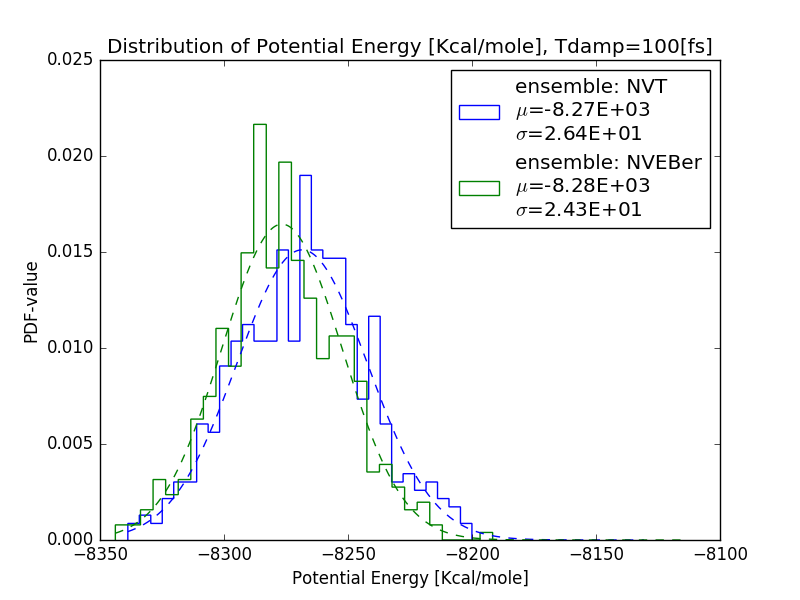 Distribution of Potential Energy [Kcal/mole], Tdamp=100[fs]
0.025
0.020
0.015
0.010
0.005
0.000
PDF-value
ensemble: NVT
μ=-8.27E+03
σ=2.64E+01
ensemble: NVEBer
μ=-8.28E+03
σ=2.43E+01
−8350 −8300 −8250 −8200 −8150 −8100
Potential Energy [Kcal/mole]